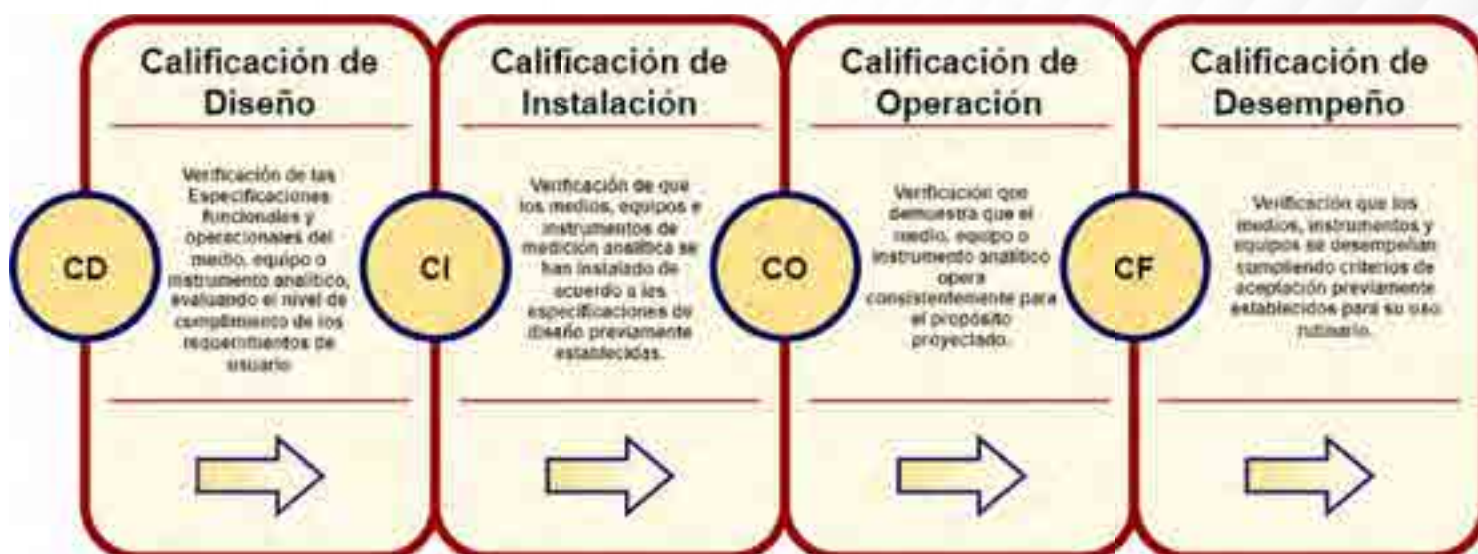 Calificación de
Diseño
Verificación de las
Especificaciones
funcionales y
operacionales del
medio, equipo o
instrumento analítico,
evaluando el nivel de
cumplimiento de los
requerimientos de
usuario
CD
Calificación de
Instalación
Verificación de que
los medios, equipos e
instrumentos de
medición analítica se
han instalado de
acuerdo a las
especificaciones de
diseño previamente
establecidas.
CI
Calificación de
Operación
Verificación que
demuestra que el
medio, equipo o
instrumento analítico
opera
consistentemente para
el propósito
proyectado.
CO
Calificación de
Desempeño
Verificación que los
medios, instrumentos y
equipos se desempeñan
cumpliendo criterios de
aceptación previamente
establecidos para su uso
rutinario.
CF